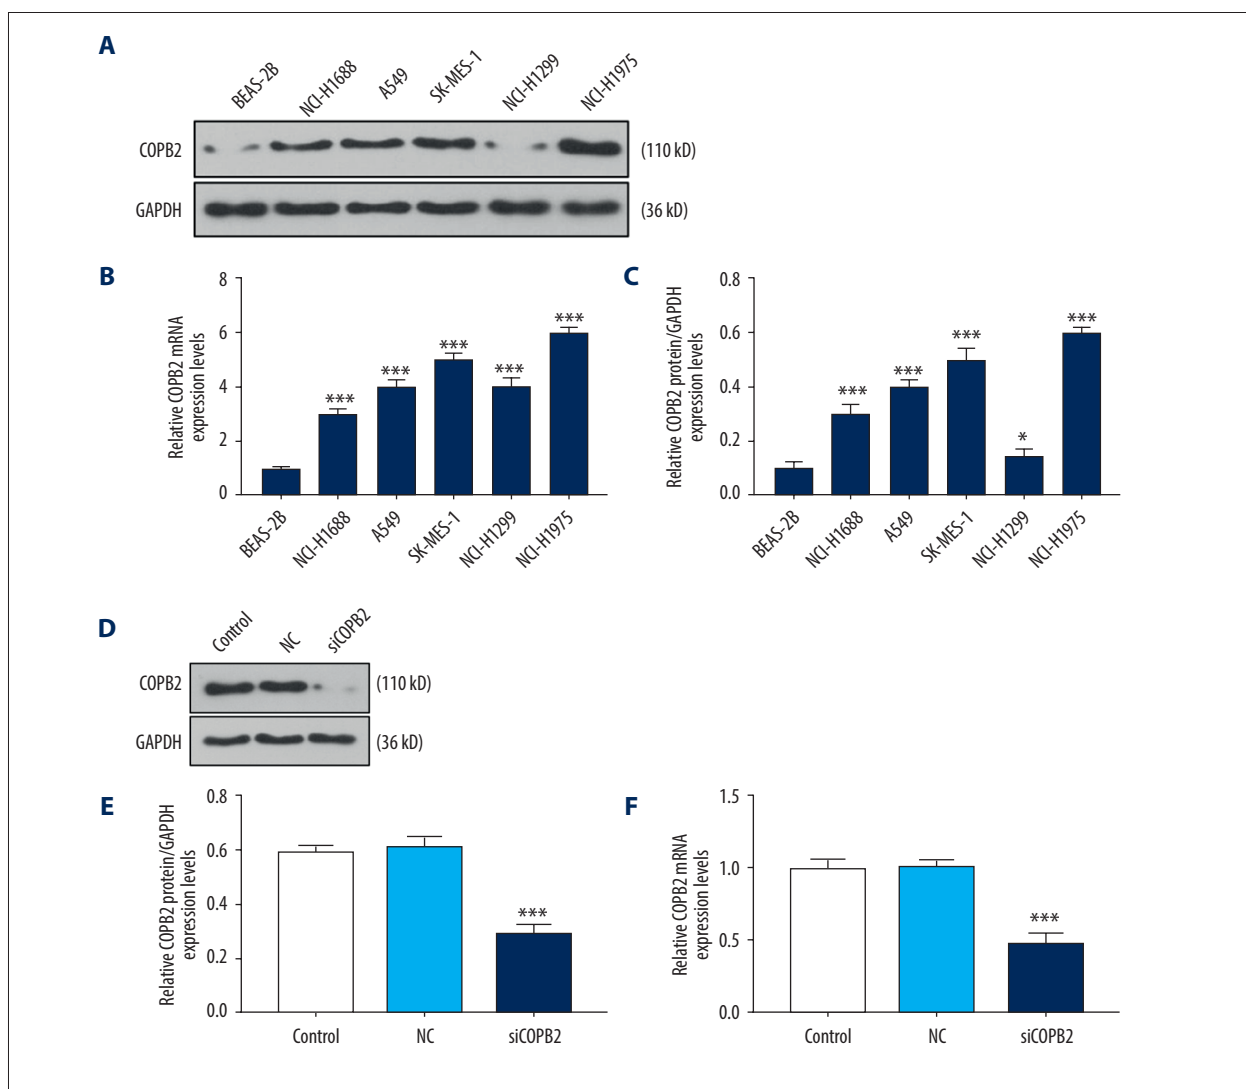 A
BEAS-2B
NCI-H1688
A549
SK-MES-1
NCI-H1299
NCI-H1975
COPB2
(110 kD)
GAPDH
(36 kD)
B
Relative COPB2 mRNA
expression levels
8
6
4
2
0
***
***
***
***
***
BEAS-2B
NCI-H1688
A549
SK-MES-1
NCI-H1299
NCI-H1975
C
Relative COPB2 protein/GAPDH
expression levels
0.8
0.6
0.4
0.2
0.0
***
***
***
*
***
BEAS-2B
NCI-H1688
A549
SK-MES-1
NCI-H1299
NCI-H1975
D
Control
NC
siCOPB2
COPB2
(110 kD)
GAPDH
(36 kD)
E
Relative COPB2 protein/GAPDH
expression levels
0.8
0.6
0.4
0.2
0.0
***
Control
NC
siCOPB2
F
Relative COPB2 mRNA
expression levels
1.5
1.0
0.5
0.0
***
Control
NC
siCOPB2